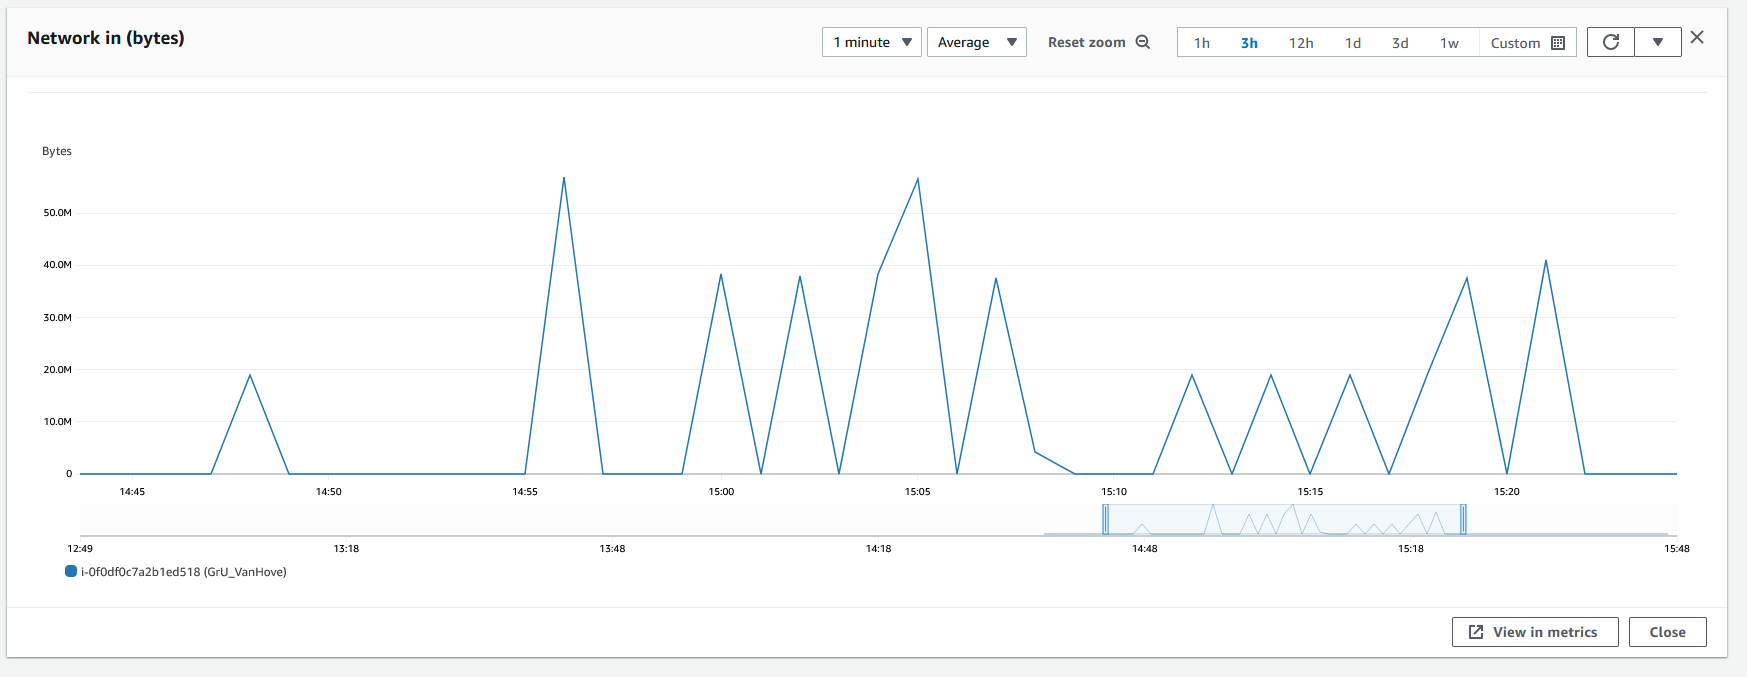 Network in (bytes)
1 minute Average Reset zoom 1h 3h 12h 1d 3d 1w Custom
Bytes
50.0M
40.0M
30.0M
20.0M
10.0M
0
14:45 14:50 14:55 15:00 15:05 15:10 15:15 15:20
12:49 13:18 13:48 14:18 14:48 15:18 15:48
i-0f0df0c7a2b1ed518 (GrU_VanHove)
View in metrics Close